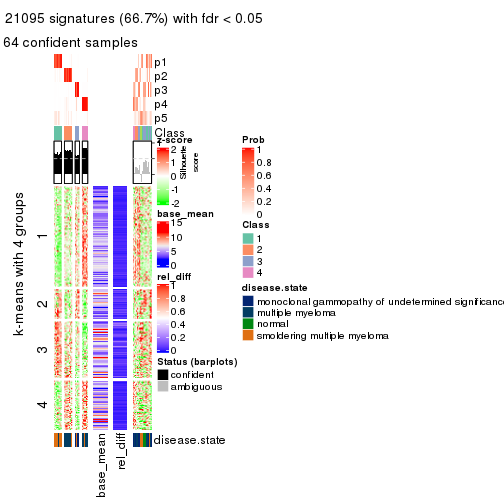 21095 signatures (66.7%) with fdr < 0.05
64 confident samples
p1
p2
p3
p4
p5
Class
z-score
2
1
0
-1
-2
Silhouette
score
base_mean
15
10
5
0
rel_diff
1
0.8
0.6
0.4
0.2
0
Status (barplots)
confident
ambiguous
Prob
1
0.8
0.6
0.4
0.2
0
Class
1
2
3
4
disease.state
monoclonal gammopathy of undetermined significance
multiple myeloma
normal
smoldering multiple myeloma
k-means with 4 groups
1
2
3
4
base_mean
rel_diff
disease.state